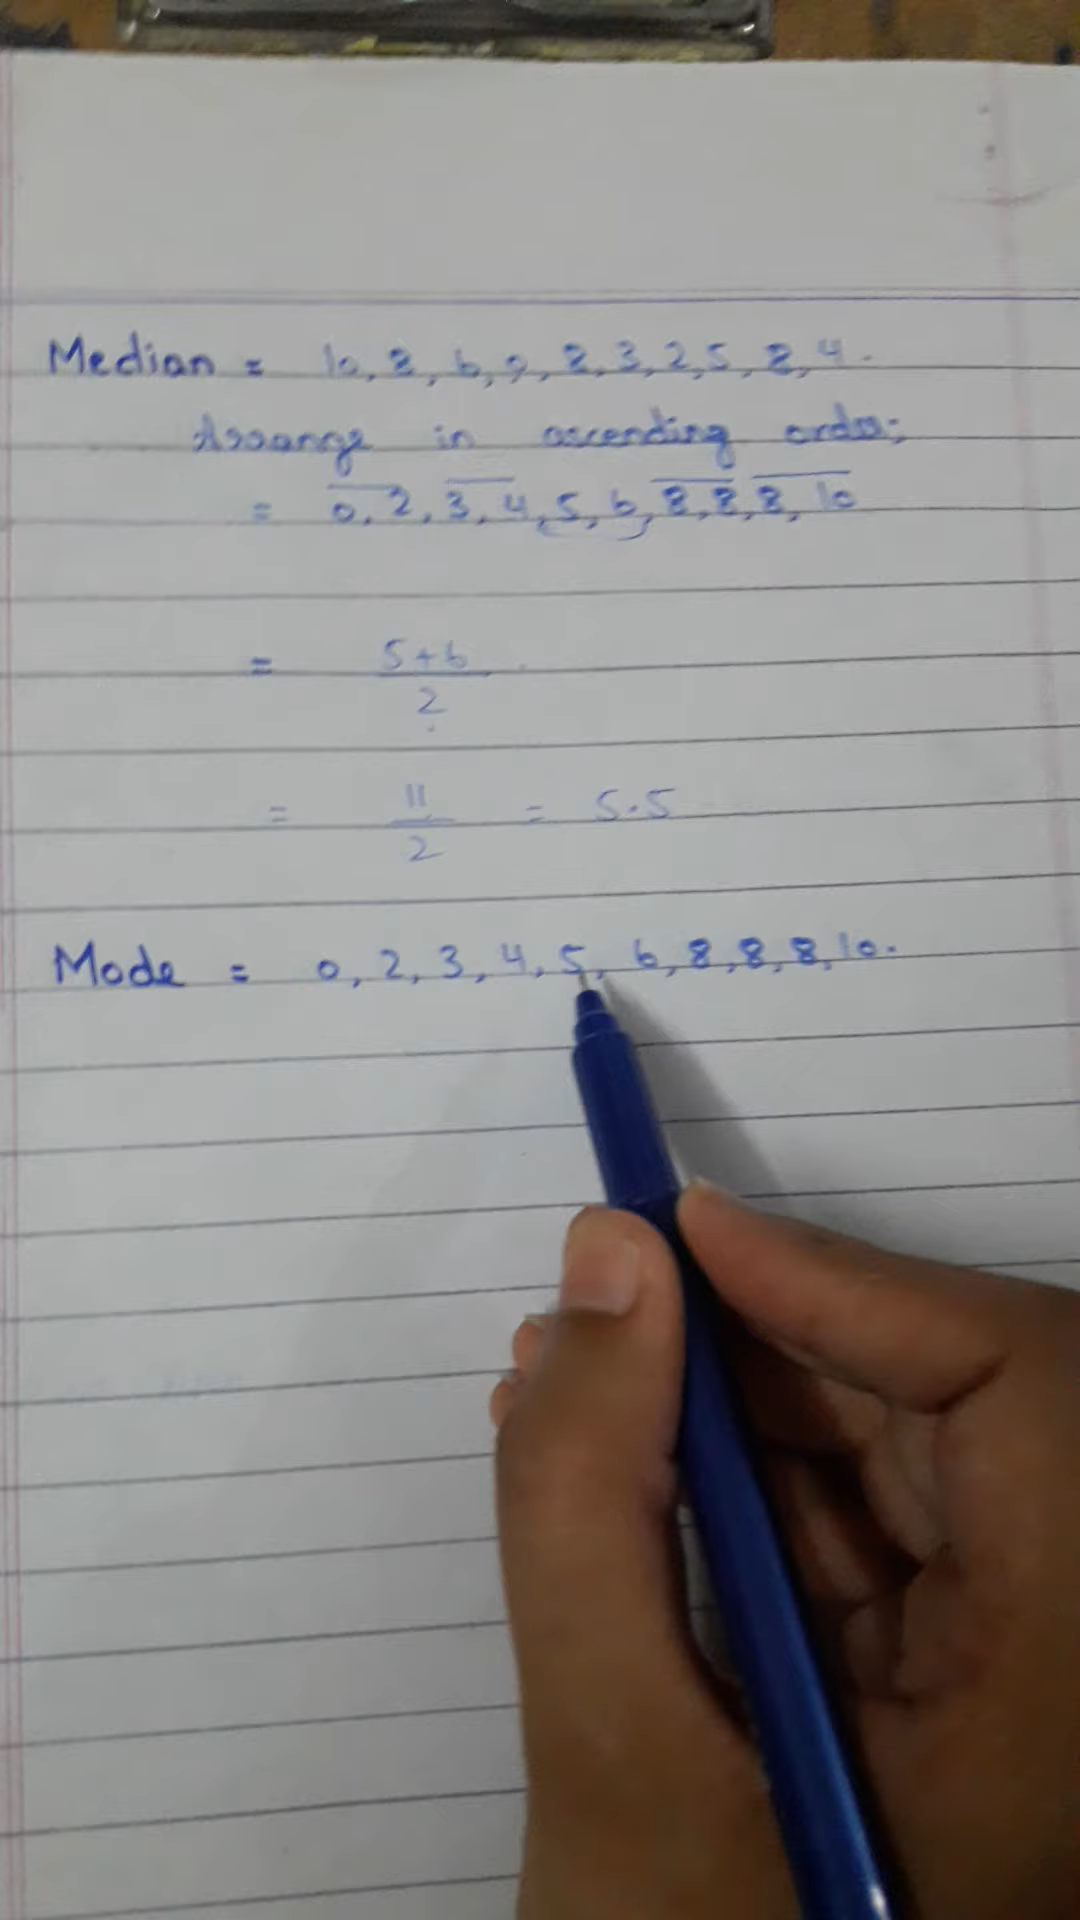 Median = 10, 8, 6, 0, 8, 3, 2, 5, 8, 4.
Arrange in ascending order;
= 0, 2, 3, 4, 5, 6, 8, 8, 8, 10
= 5+6
2
= 11 = 5.5
2
Mode = 0, 2, 3, 4, 5, 6, 8, 8, 8, 10.